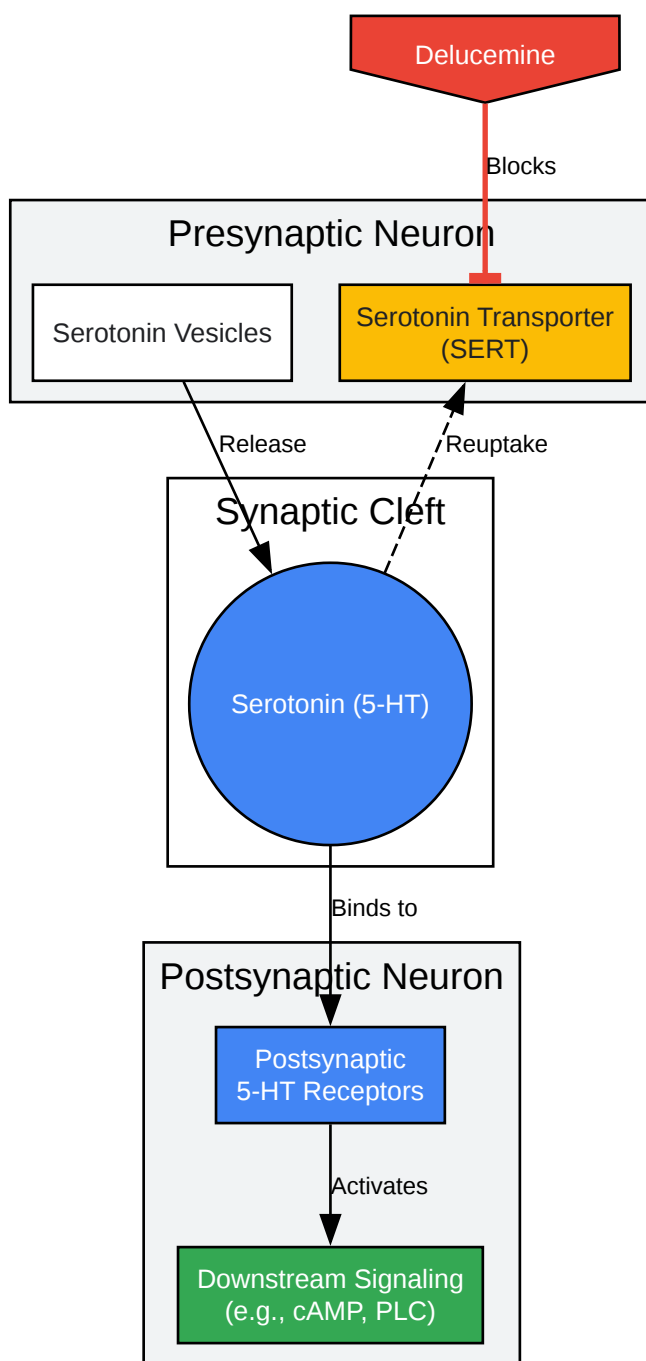 Delucemine
Blocks
Presynaptic Neuron
Serotonin Vesicles
Serotonin Transporter
(SERT)
Release
Reuptake
Synaptic Cleft
Serotonin (5-HT)
Binds to
Postsynaptic Neuron
Postsynaptic
5-HT Receptors
Activates
Downstream Signaling
(e.g., cAMP, PLC)